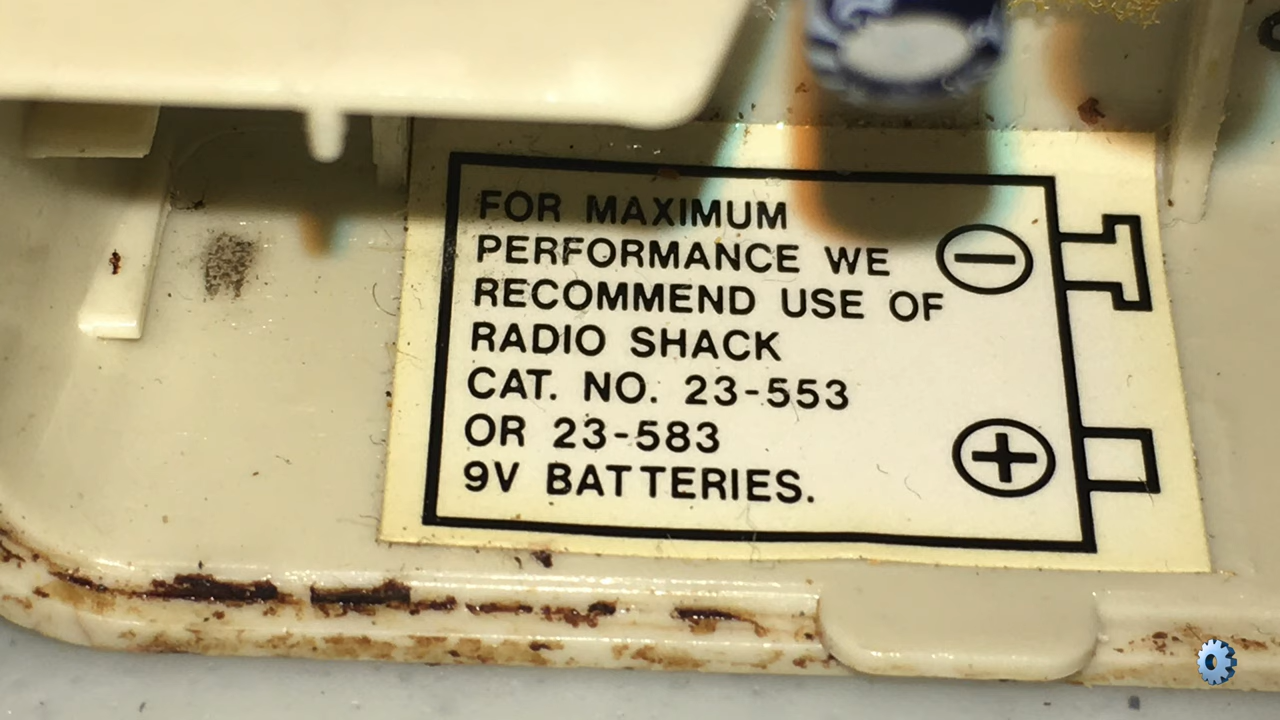 FOR MAXIMUM
PERFORMANCE WE
RECOMMEND USE OF
RADIO SHACK
CAT. NO. 23-553
OR 23-583
9V BATTERIES.